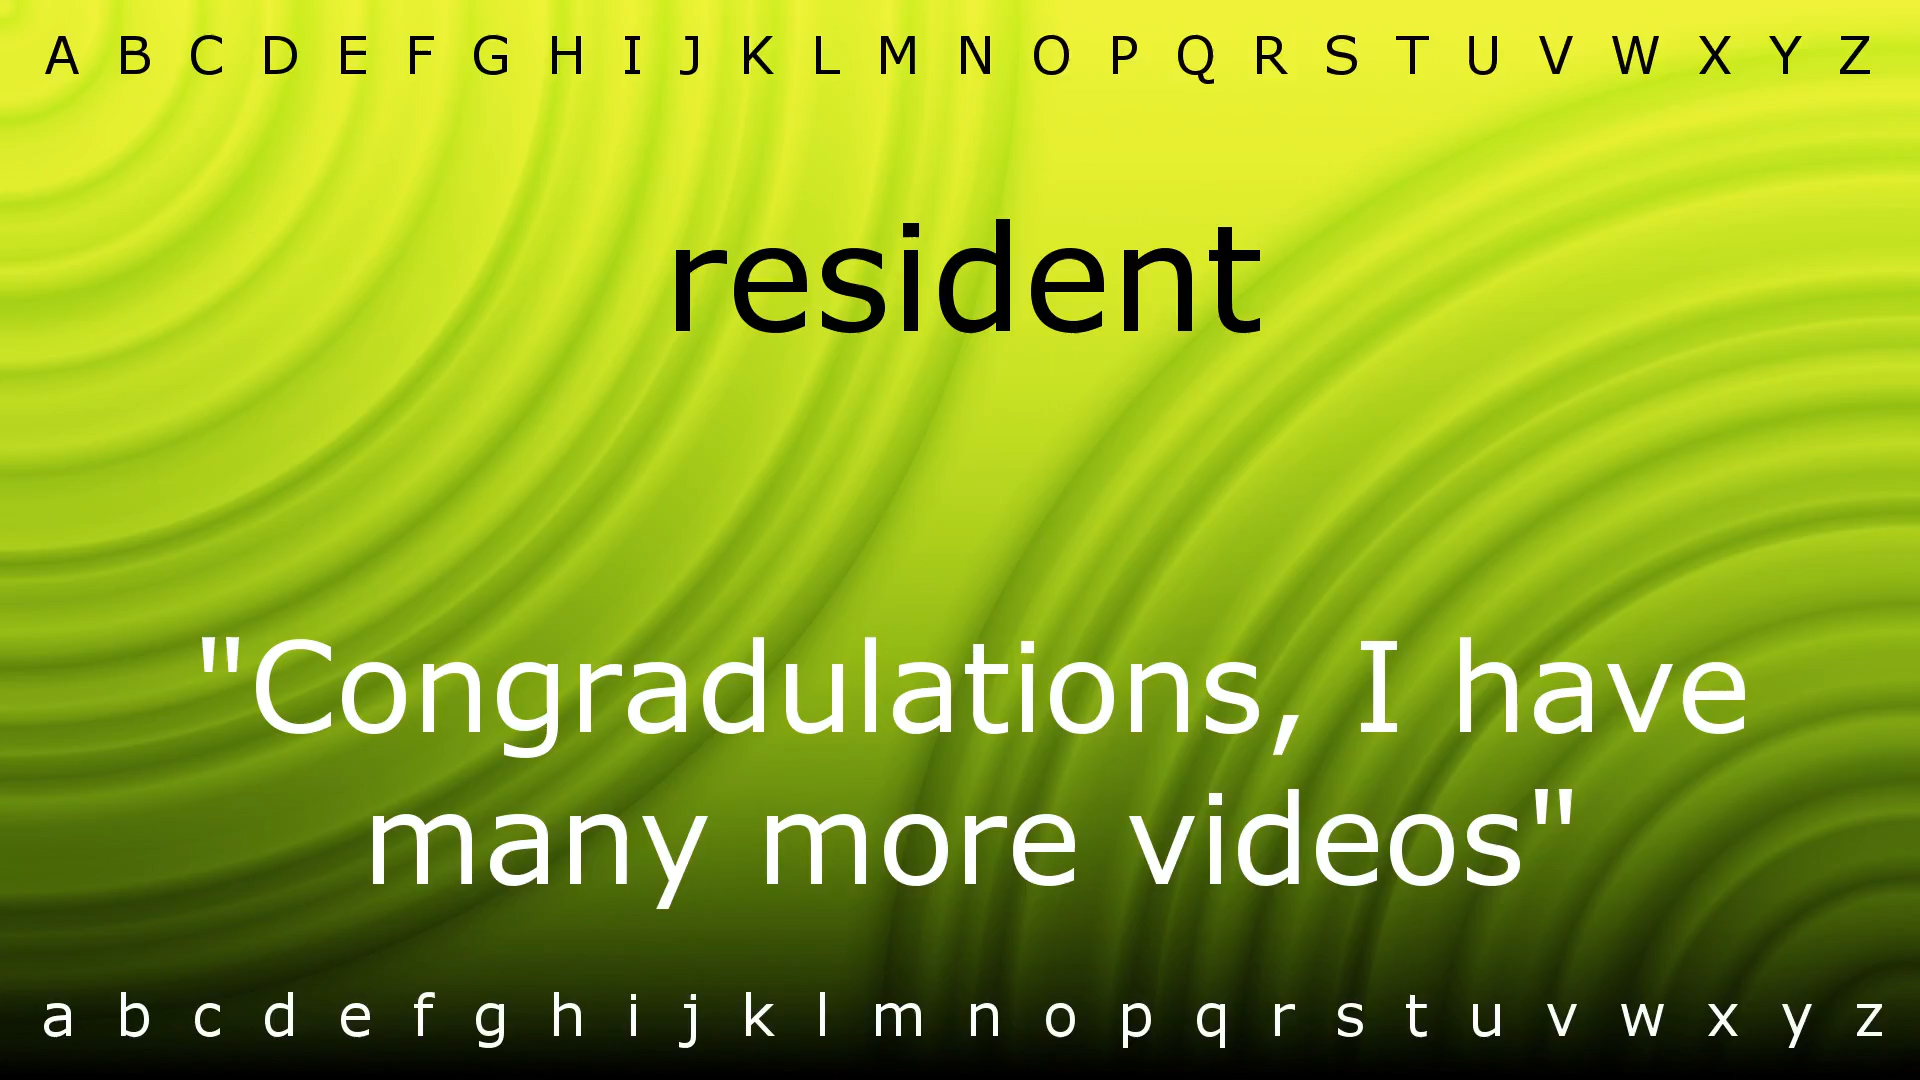 A B C D E F G H I J K L M N O P Q R S T U V W X Y Z
resident
"Congradulations, I have
many more videos"
a b c d e f g h i j k l m n o p q r s t u v w x y z